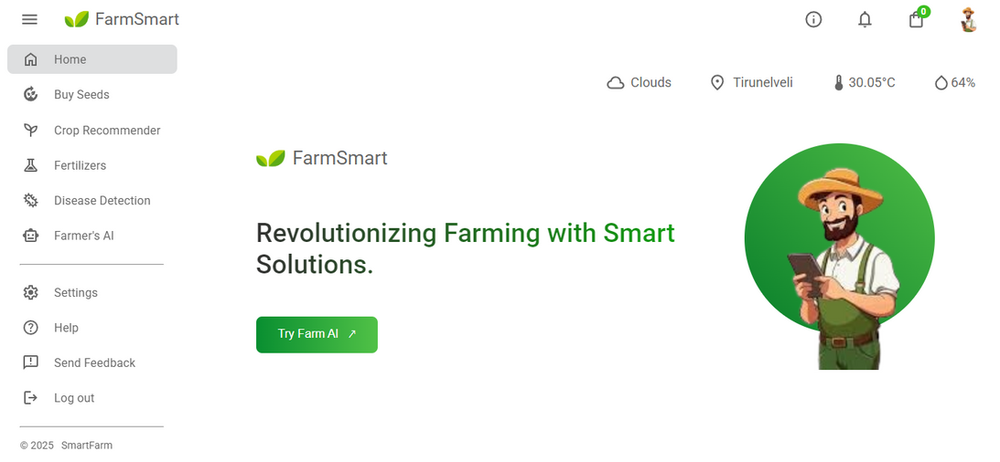 FarmSmart
0
Home
Buy Seeds
Crop Recommender
Fertilizers
Disease Detection
Farmer's AI
Settings
Help
Send Feedback
Log out
© 2025 SmartFarm
Clouds Tirunelveli 30.05°C 64%
FarmSmart
Revolutionizing Farming with Smart
Solutions.
Try Farm AI ↗